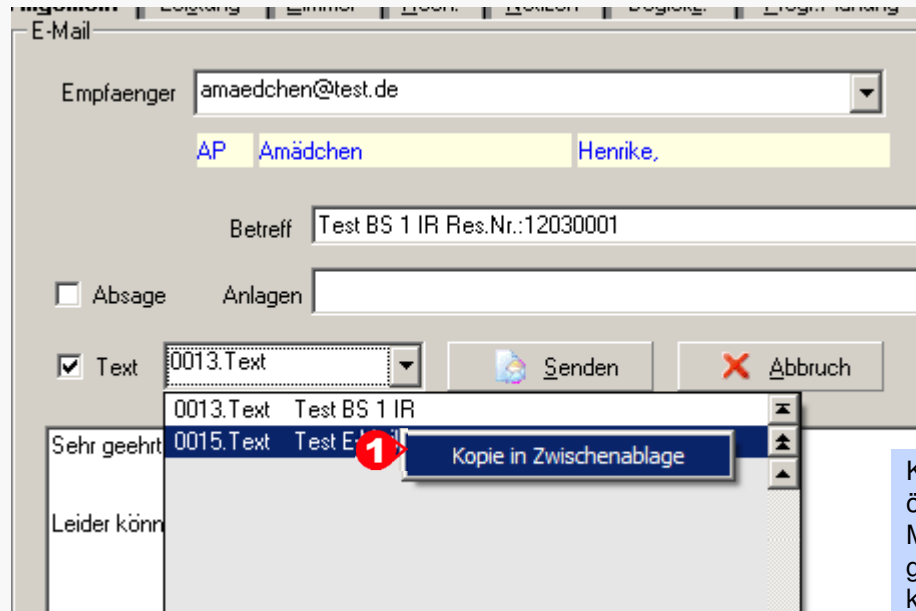 E-Mail
Empfaenger amaedchen@test.de
AP Amädchen Henrike,
Betreff Test BS 1 IR Res.Nr.:12030001
Absage Anlagen
Text 0013.Text Senden Abbruch
0013.Text Test BS 1 IR
Sehr geehrt 0015.Text Test E-Mail 1 Kopie in Zwischenablage
Leider könn